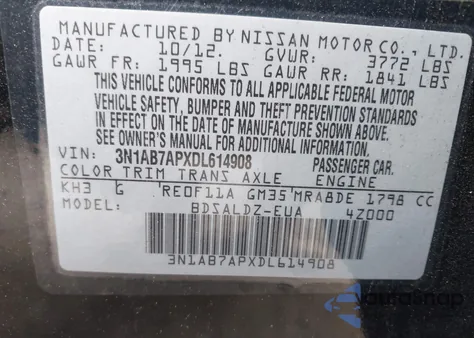 MANUFACTURED BY NISSAN MOTOR CO., LTD.
DATE: 10/12. GVWR: 3772 LBS
GAWR FR: 1995 LBS GAWR RR: 1841 LBS
THIS VEHICLE CONFORMS TO ALL APPLICABLE FEDERAL MOTOR
VEHICLE SAFETY, BUMPER AND THEFT PREVENTION STANDARDS
IN EFFECT ON THE DATE OF MANUFACTURE SHOWN ABOVE.
SEE OWNER'S MANUAL FOR ADDITIONAL INFORMATION
VIN: 3N1AB7APXDL614908 PASSENGER CAR.
COLOR TRIM TRANS AXLE ENGINE
KH3 G RE0F11A GM35 MRA8DE 1798 CC
MODEL: BDSALDZ-EUA 4Z000
3N1AB7APXDL614908
autosnap